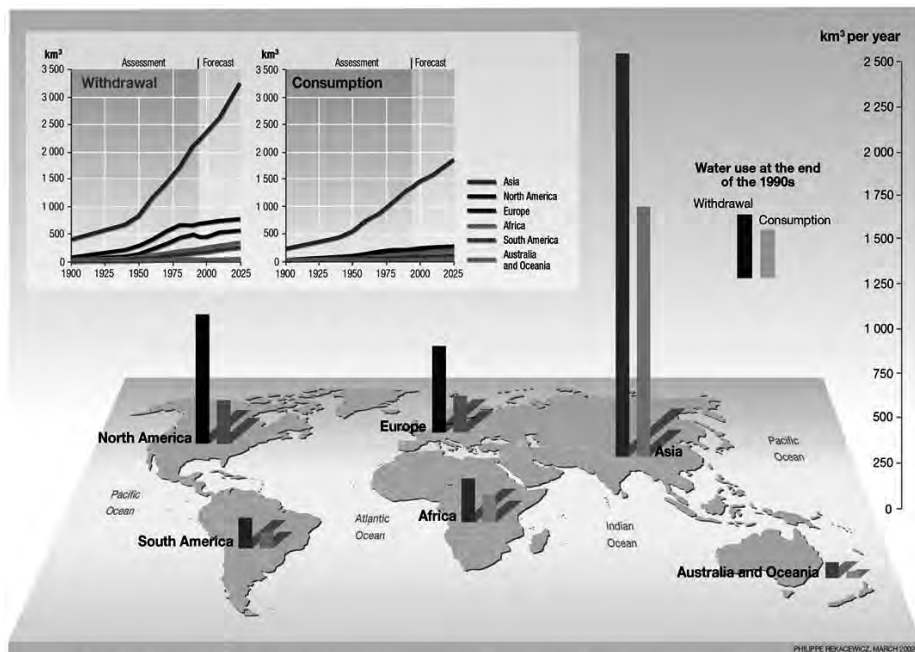 km³ per year
km³
Assessment
Forecast
3 500
Withdrawal
3 000
2 500
2 000
1 500
1 000
500
0
1900
1925
1950
1975
2000
2025
km³
Assessment
Forecast
3 500
Consumption
3 000
2 500
2 000
1 500
1 000
500
0
1900
1925
1950
1975
2000
2025
Asia
North America
Europe
Africa
South America
Australia
and Oceania
Water use at the end
of the 1990s
Withdrawal
Consumption
2 500
2 250
2 000
1 750
1 500
1 250
1 000
750
500
250
0
North America
Europe
Asia
Pacific
Ocean
Pacific
Ocean
South America
Atlantic
Ocean
Africa
Indian
Ocean
Australia and Oceania
PHILIPPE REKACEWICZ, MARCH 2002